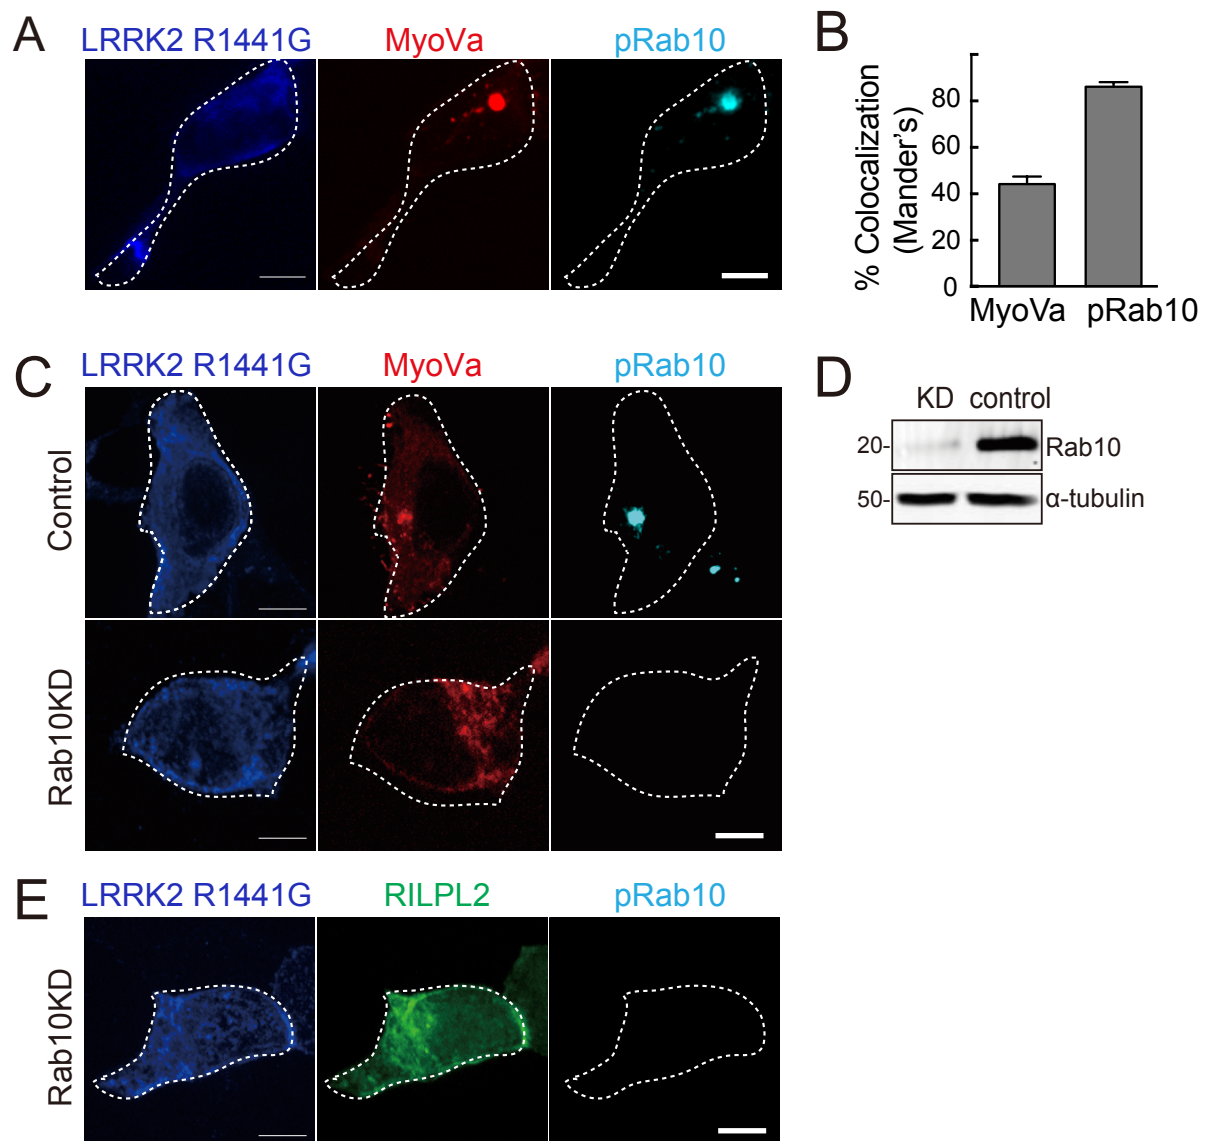 A
LRRK2 R1441G MyoVa pRab10
B
% Colocalization
(Mander's)
80
60
40
20
0
MyoVa pRab10
C
LRRK2 R1441G MyoVa pRab10
Control
Rab10KD
D
KD control
20- Rab10
50- α-tubulin
E
LRRK2 R1441G RILPL2 pRab10
Rab10KD